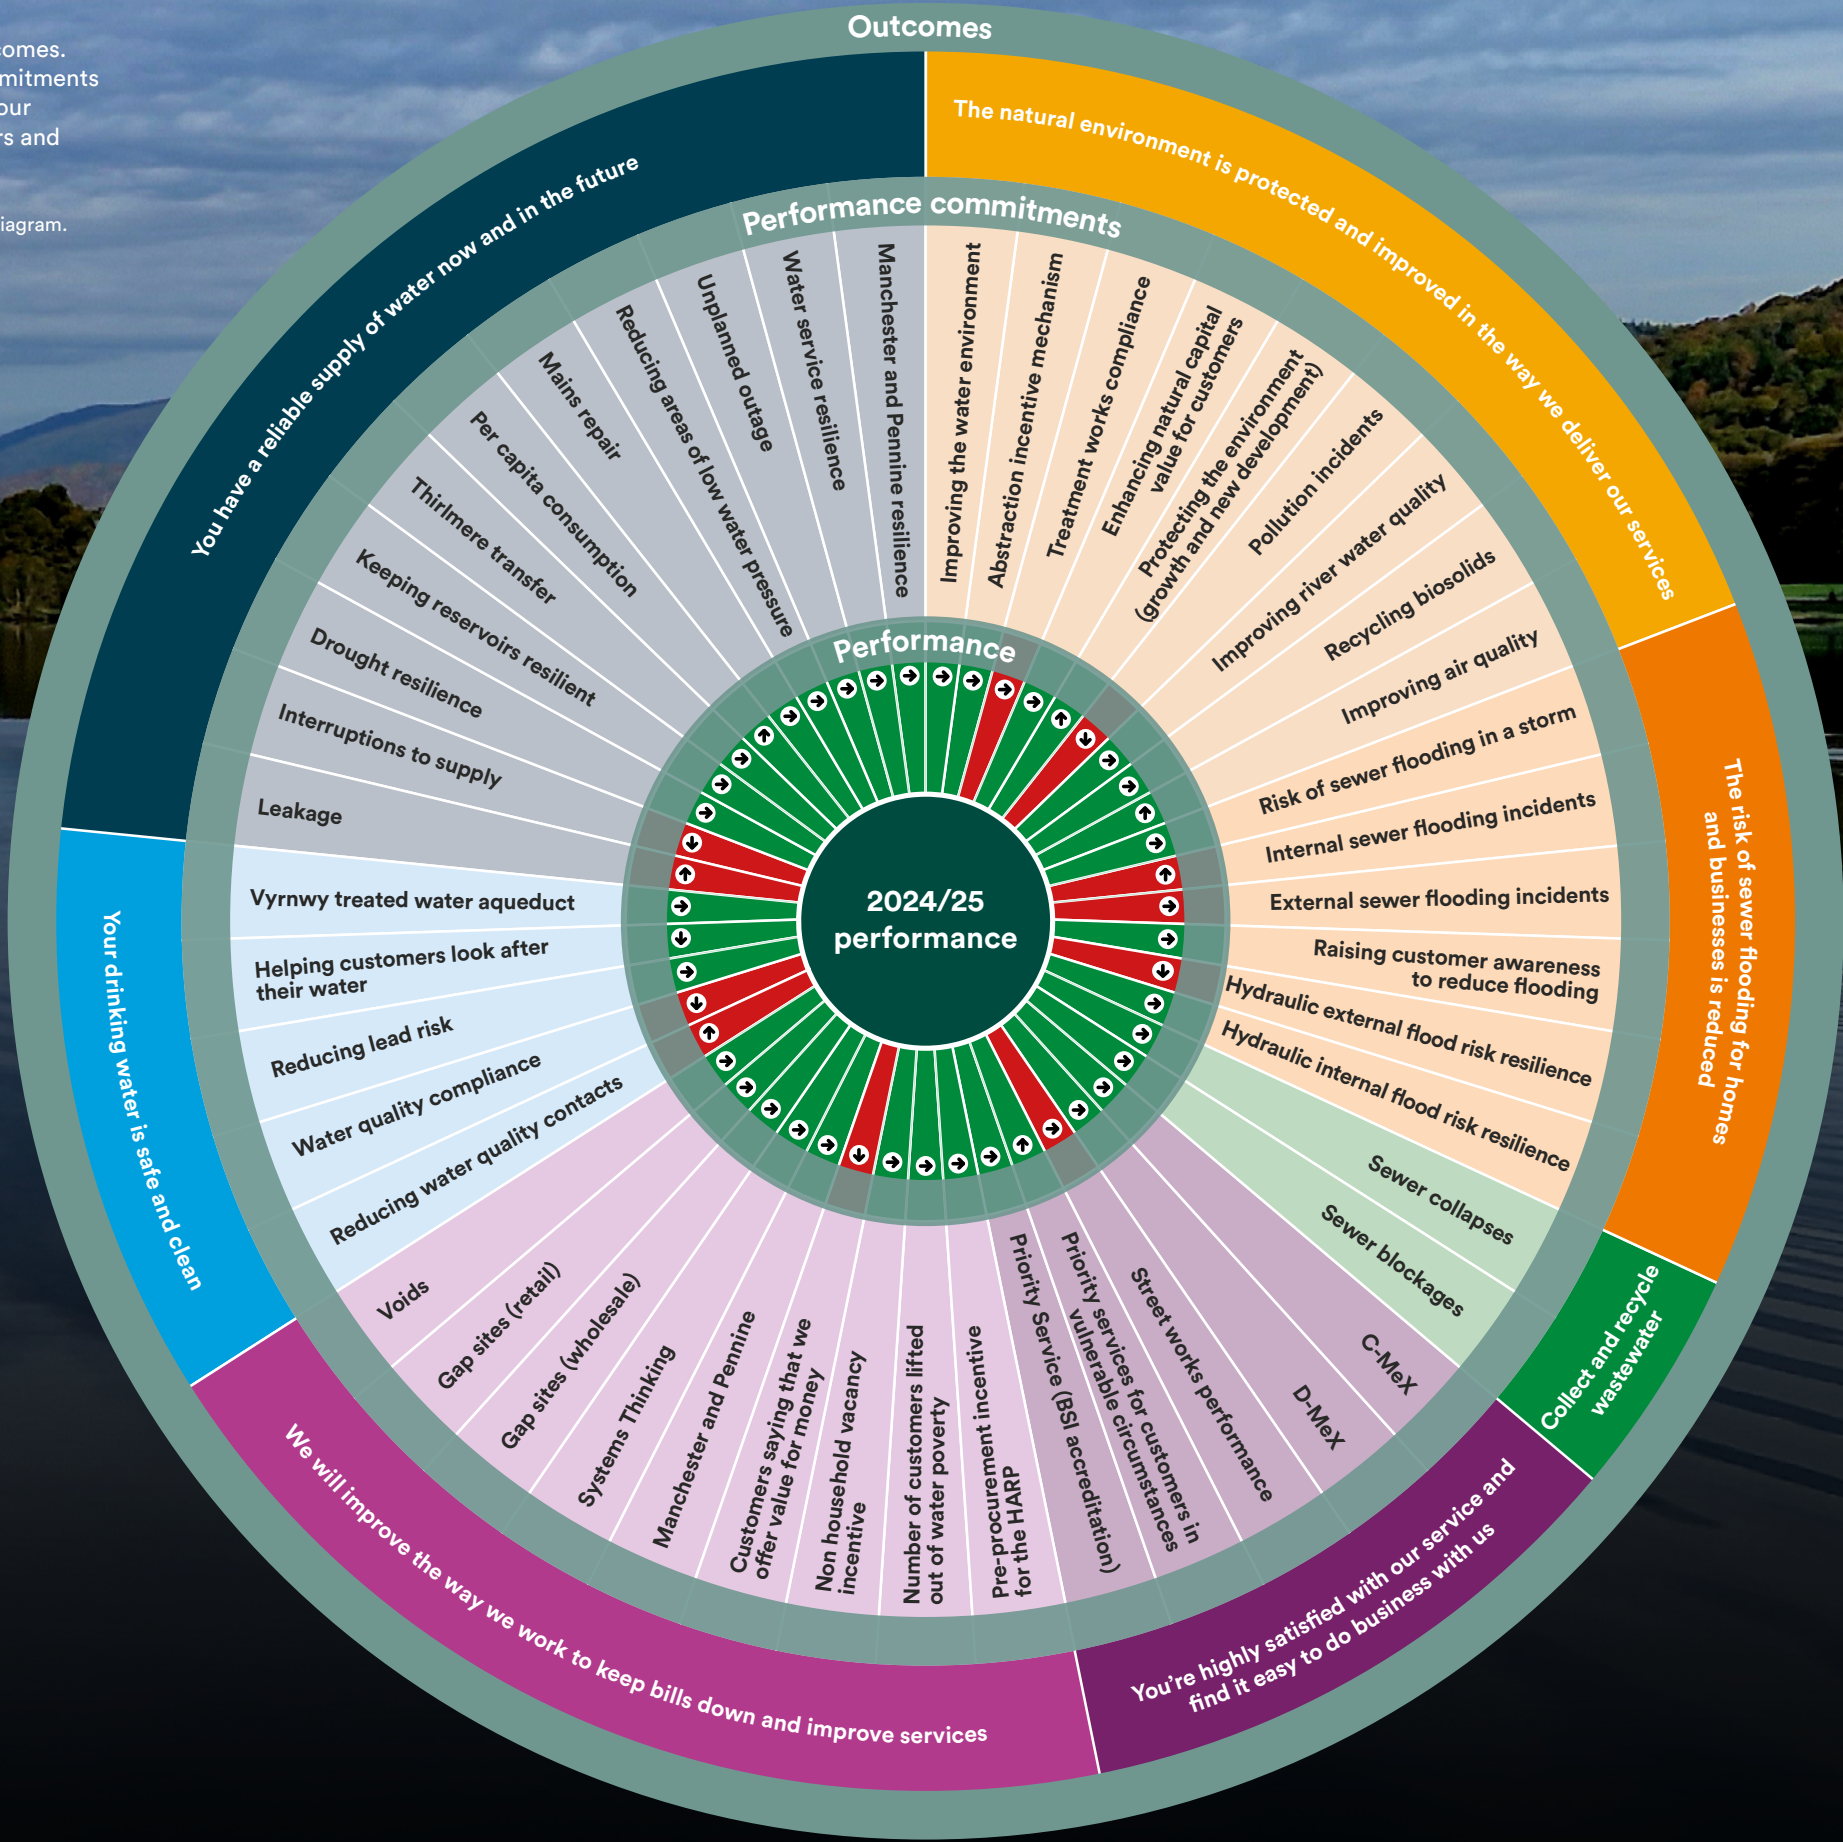 comes.
mitments
our
rs and
iagram.
Outcomes
The natural environment is protected and improved in the way we deliver our services
The risk of sewer flooding for homes
and businesses is reduced
Collect and recycle
wastewater
You're highly satisfied with our service and
find it easy to do business with us
We will improve the way we work to keep bills down and improve services
Your drinking water is safe and clean
You have a reliable supply of water now and in the future
Performance commitments
Improving the water environment
Abstraction incentive mechanism
Treatment works compliance
Enhancing natural capital
value for customers
Protecting the environment
(growth and new development)
Pollution incidents
Improving river water quality
Recycling biosolids
Improving air quality
Risk of sewer flooding in a storm
Internal sewer flooding incidents
External sewer flooding incidents
Raising customer awareness
to reduce flooding
Hydraulic external flood risk resilience
Hydraulic internal flood risk resilience
Sewer collapses
Sewer blockages
C-MeX
D-MeX
Street works performance
Priority services for customers in
vulnerable circumstances
Priority Service (BSI accreditation)
Pre-procurement incentive
for the HARP
Number of customers lifted
out of water poverty
Non household vacancy
incentive
Customers saying that we
offer value for money
Manchester and Pennine
Systems Thinking
Gap sites (wholesale)
Gap sites (retail)
Voids
Reducing water quality contacts
Water quality compliance
Reducing lead risk
Helping customers look after
their water
Vyrnwy treated water aqueduct
Leakage
Interruptions to supply
Drought resilience
Keeping reservoirs resilient
Thirlmere transfer
Per capita consumption
Mains repair
Reducing areas of low water pressure
Unplanned outage
Water service resilience
Manchester and Pennine resilience
Performance
2024/25
performance